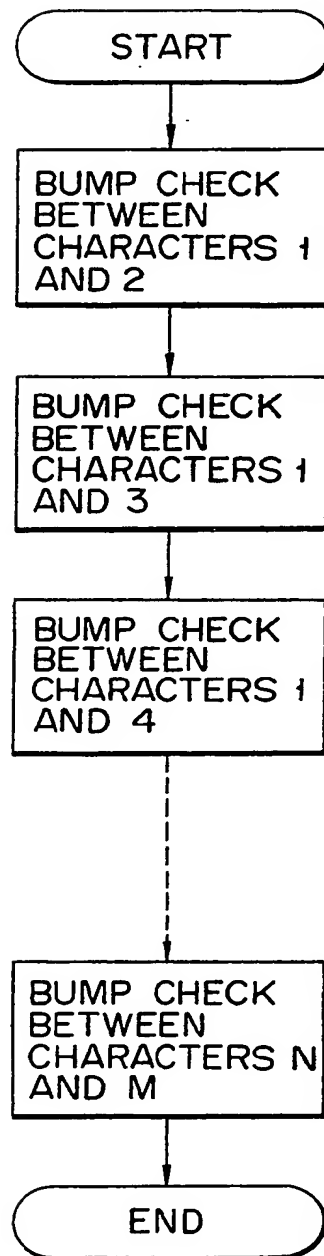 START
BUMP CHECK
BETWEEN
CHARACTERS 1
AND 2
BUMP CHECK
BETWEEN
CHARACTERS 1
AND 3
BUMP CHECK
BETWEEN
CHARACTERS 1
AND 4
BUMP CHECK
BETWEEN
CHARACTERS N
AND M
END